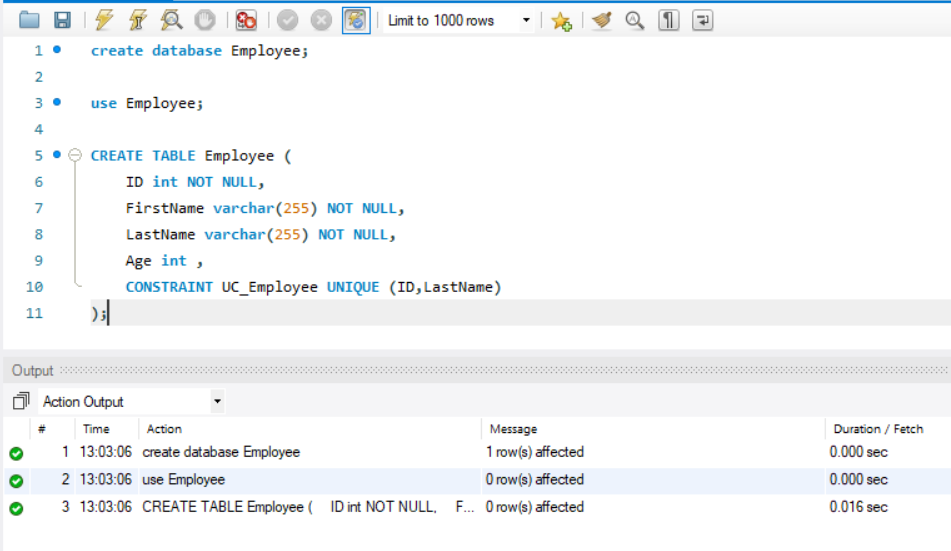 Limit to 1000 rows
1 create database Employee;
2
3 use Employee;
4
5 CREATE TABLE Employee (
6 ID int NOT NULL,
7 FirstName varchar(255) NOT NULL,
8 LastName varchar(255) NOT NULL,
9 Age int ,
10 CONSTRAINT UC_Employee UNIQUE (ID,LastName)
11 );
Output
Action Output
# Time Action Message Duration / Fetch
1 13:03:06 create database Employee 1 row(s) affected 0.000 sec
2 13:03:06 use Employee 0 row(s) affected 0.000 sec
3 13:03:06 CREATE TABLE Employee ( ID int NOT NULL, F... 0 row(s) affected 0.016 sec